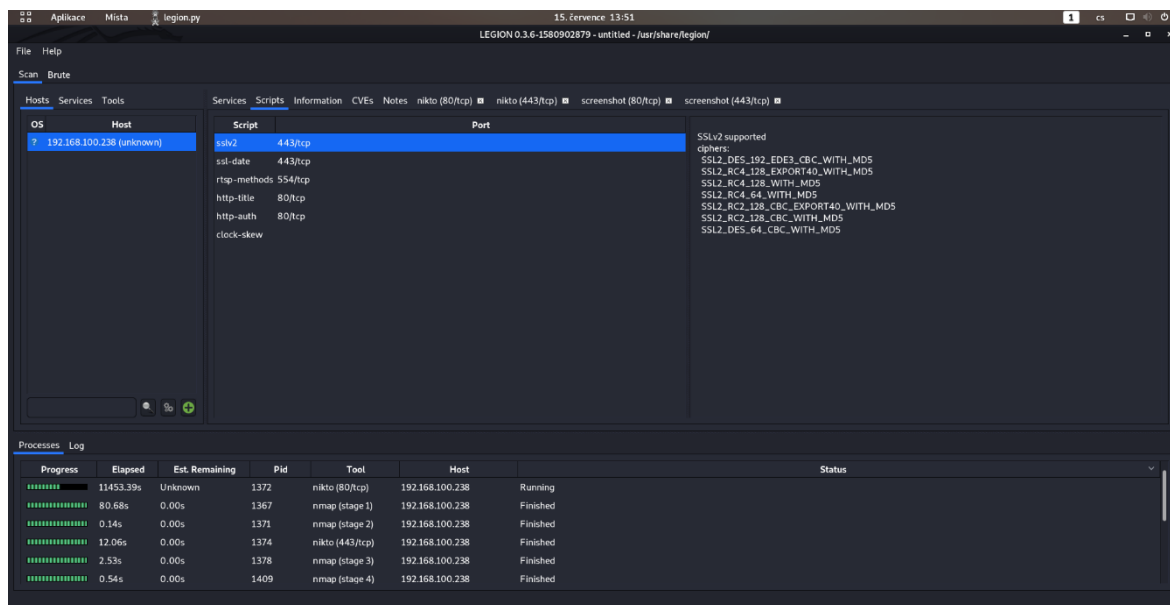 Aplikace Místa legion.py 15. července 13:51 1 cs
LEGION 0.3.6-1580902879 - untitled - /usr/share/legion/
File Help
Scan Brute
Hosts Services Tools
OS Host
? 192.168.100.238 (unknown)
Services Scripts Information CVEs Notes nikto (80/tcp) nikto (443/tcp) screenshot (80/tcp) screenshot (443/tcp)
Script Port
sslv2 443/tcp
ssl-date 443/tcp
rtsp-methods 554/tcp
http-title 80/tcp
http-auth 80/tcp
clock-skew
SSLv2 supported
ciphers:
SSL2_DES_192_EDE3_CBC_WITH_MD5
SSL2_RC4_128_EXPORT40_WITH_MD5
SSL2_RC4_128_WITH_MD5
SSL2_RC4_64_WITH_MD5
SSL2_RC2_128_CBC_EXPORT40_WITH_MD5
SSL2_RC2_128_CBC_WITH_MD5
SSL2_DES_64_CBC_WITH_MD5
Processes Log
Progress Elapsed Est. Remaining Pid Tool Host Status
11453.39s Unknown 1372 nikto (80/tcp) 192.168.100.238 Running
80.68s 0.00s 1367 nmap (stage 1) 192.168.100.238 Finished
0.14s 0.00s 1371 nmap (stage 2) 192.168.100.238 Finished
12.06s 0.00s 1374 nikto (443/tcp) 192.168.100.238 Finished
2.53s 0.00s 1378 nmap (stage 3) 192.168.100.238 Finished
0.54s 0.00s 1409 nmap (stage 4) 192.168.100.238 Finished